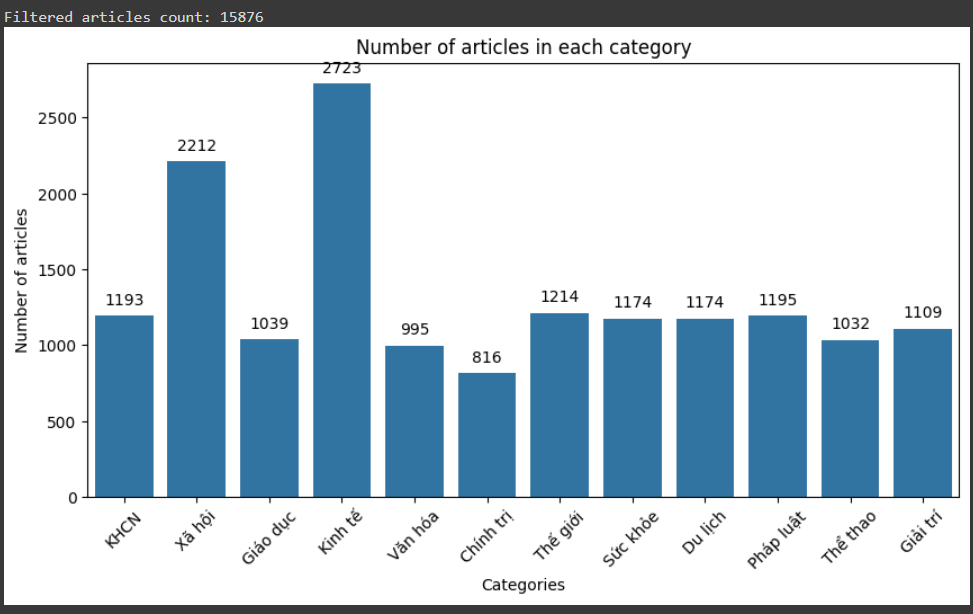 Filtered articles count: 15876
Number of articles in each category
Number of articles
2500
2000
1500
1000
500
0
1193
2212
1039
2723
995
816
1214
1174
1174
1195
1032
1109
KHCN
Xã hội
Giáo dục
Kinh tế
Văn hóa
Chính trị
Thế giới
Sức khỏe
Du lịch
Pháp luật
Thể thao
Giải trí
Categories